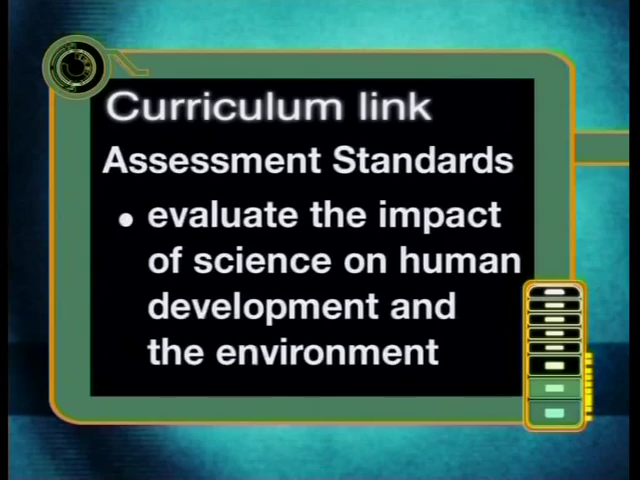 Curriculum link
Assessment Standards
• evaluate the impact
of science on human
development and
the environment